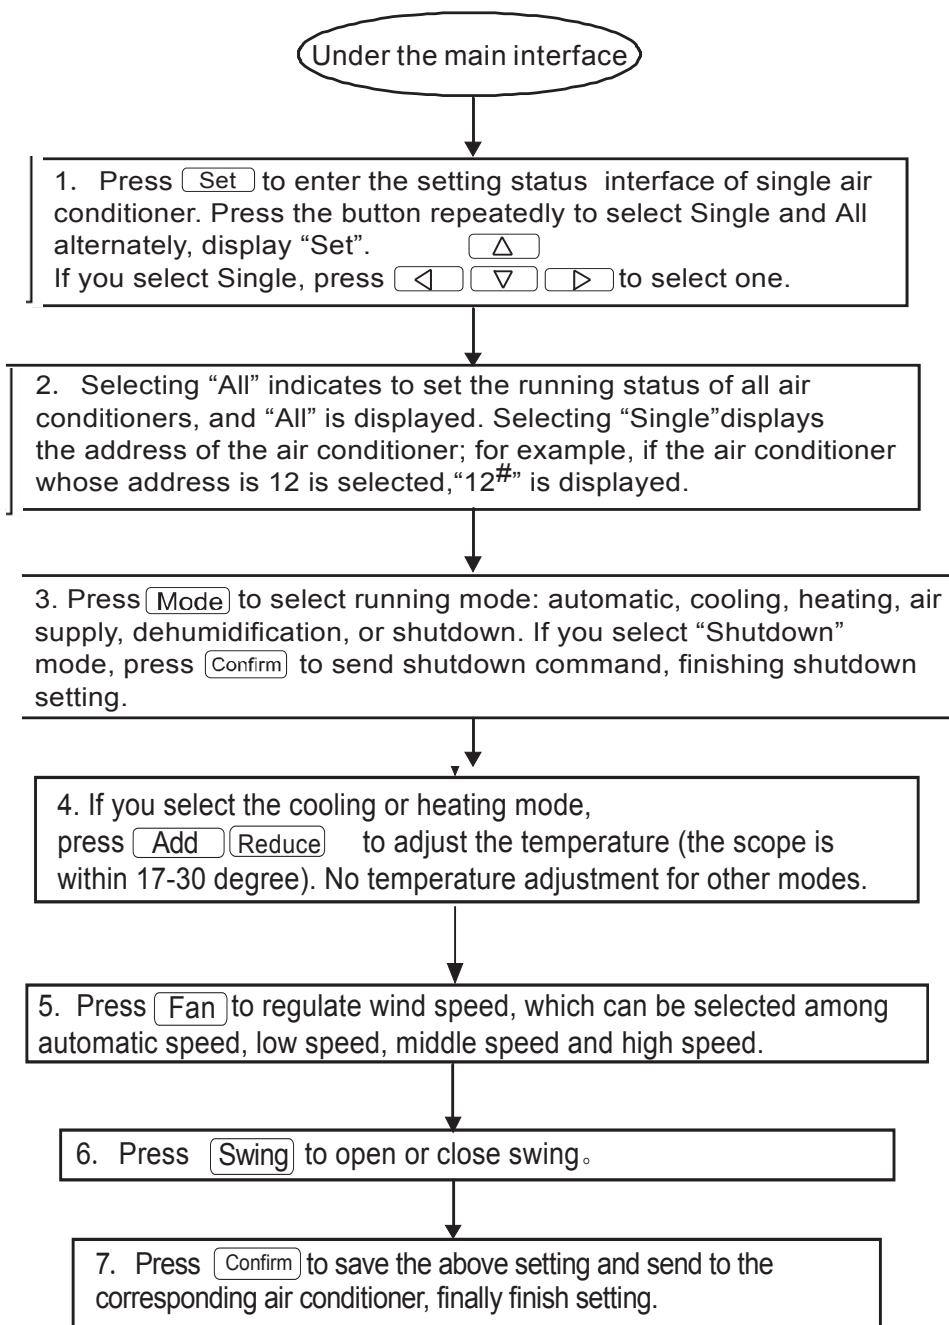 Under the main interface
1. Press Set to enter the setting status interface of single air
conditioner. Press the button repeatedly to select Single and All
alternately, display “Set”. △
If you select Single, press ◁ ▽ ▷ to select one.
2. Selecting “All” indicates to set the running status of all air
conditioners, and “All” is displayed. Selecting “Single”displays
the address of the air conditioner; for example, if the air conditioner
whose address is 12 is selected,“12#” is displayed.
3. Press Mode to select running mode: automatic, cooling, heating, air
supply, dehumidification, or shutdown. If you select “Shutdown”
mode, press Confirm to send shutdown command, finishing shutdown
setting.
4. If you select the cooling or heating mode,
press Add Reduce to adjust the temperature (the scope is
within 17-30 degree). No temperature adjustment for other modes.
5. Press Fan to regulate wind speed, which can be selected among
automatic speed, low speed, middle speed and high speed.
6. Press Swing to open or close swing。
7. Press Confirm to save the above setting and send to the
corresponding air conditioner, finally finish setting.